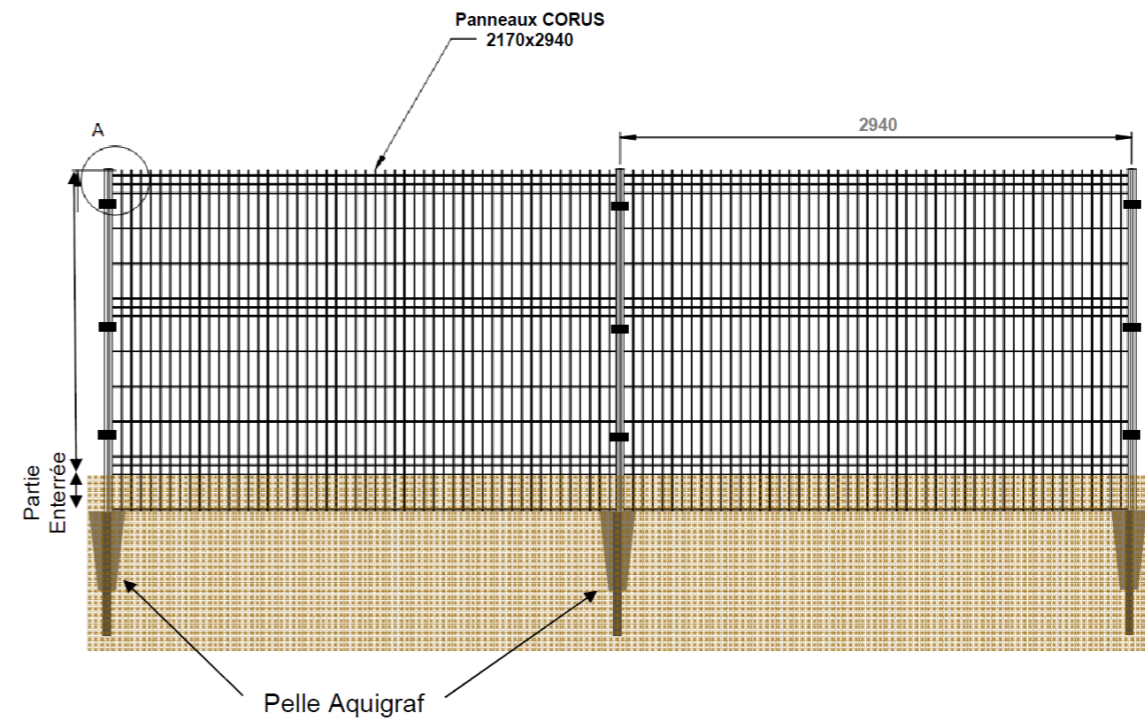 Panneaux CORUS
2170x2940
A
2940
Partie
Enterrée
Pelle Aquigraf